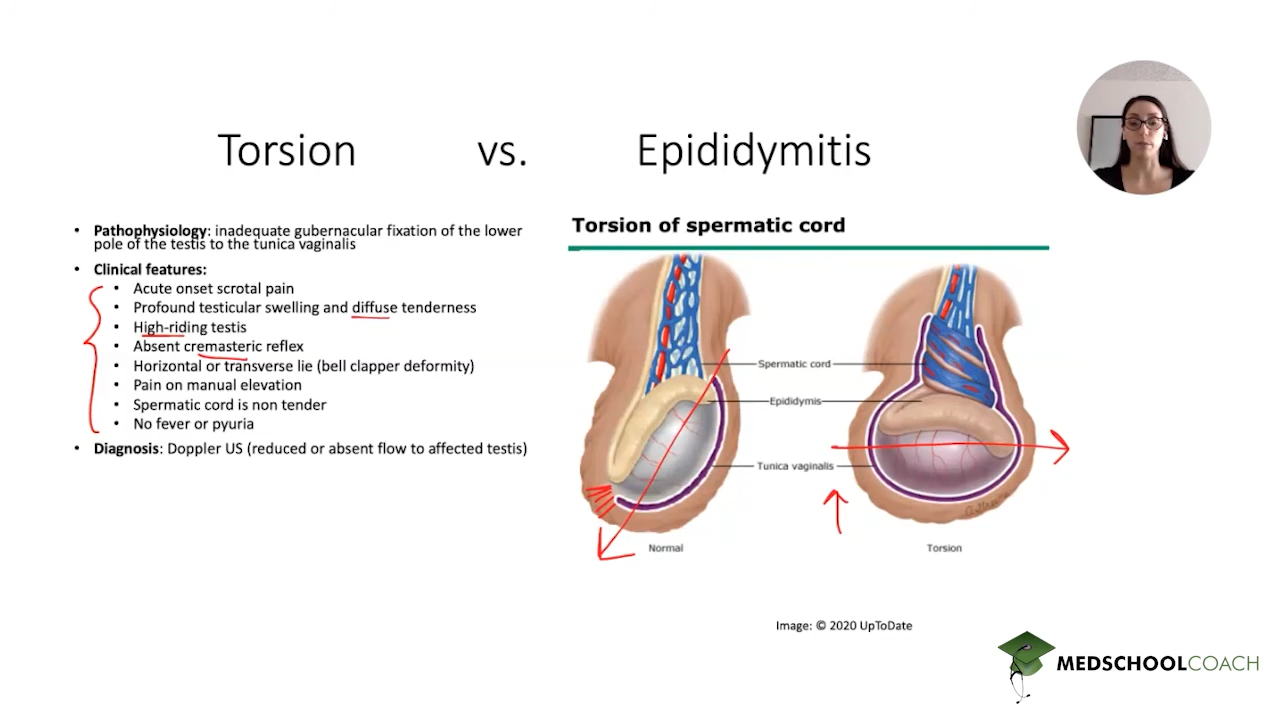 Torsion vs. Epididymitis
• Pathophysiology: inadequate gubernacular fixation of the lower
pole of the testis to the tunica vaginalis
• Clinical features:
• Acute onset scrotal pain
• Profound testicular swelling and diffuse tenderness
• High-riding testis
• Absent cremasteric reflex
• Horizontal or transverse lie (bell clapper deformity)
• Pain on manual elevation
• Spermatic cord is non tender
• No fever or pyuria
• Diagnosis: Doppler US (reduced or absent flow to affected testis)
Torsion of spermatic cord
Spermatic cord
Epididymis
Tunica vaginalis
Normal
Torsion
Image: © 2020 UpToDate
MEDSCHOOLCOACH